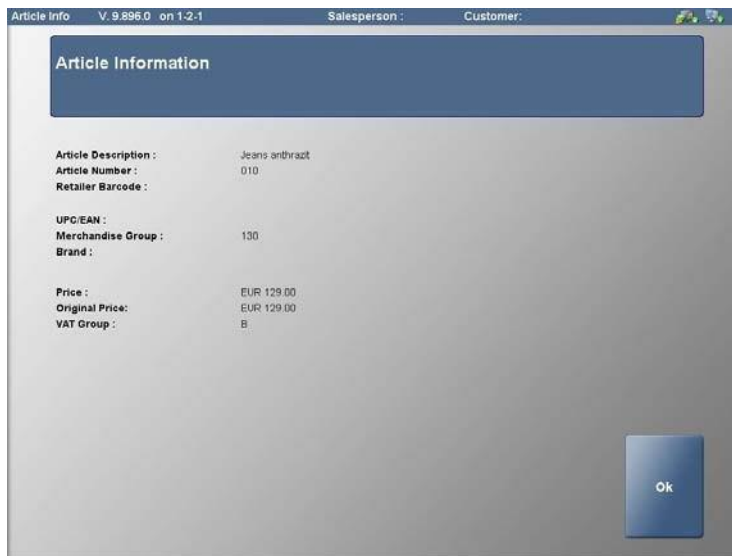 Article Info V. 9.896.0 on 1-2-1 Salesperson : Customer:
Article Information
Article Description : Jeans anthrazit
Article Number : 010
Retailer Barcode :
UPC/EAN :
Merchandise Group : 130
Brand :
Price : EUR 129.00
Original Price: EUR 129.00
VAT Group : B
Ok